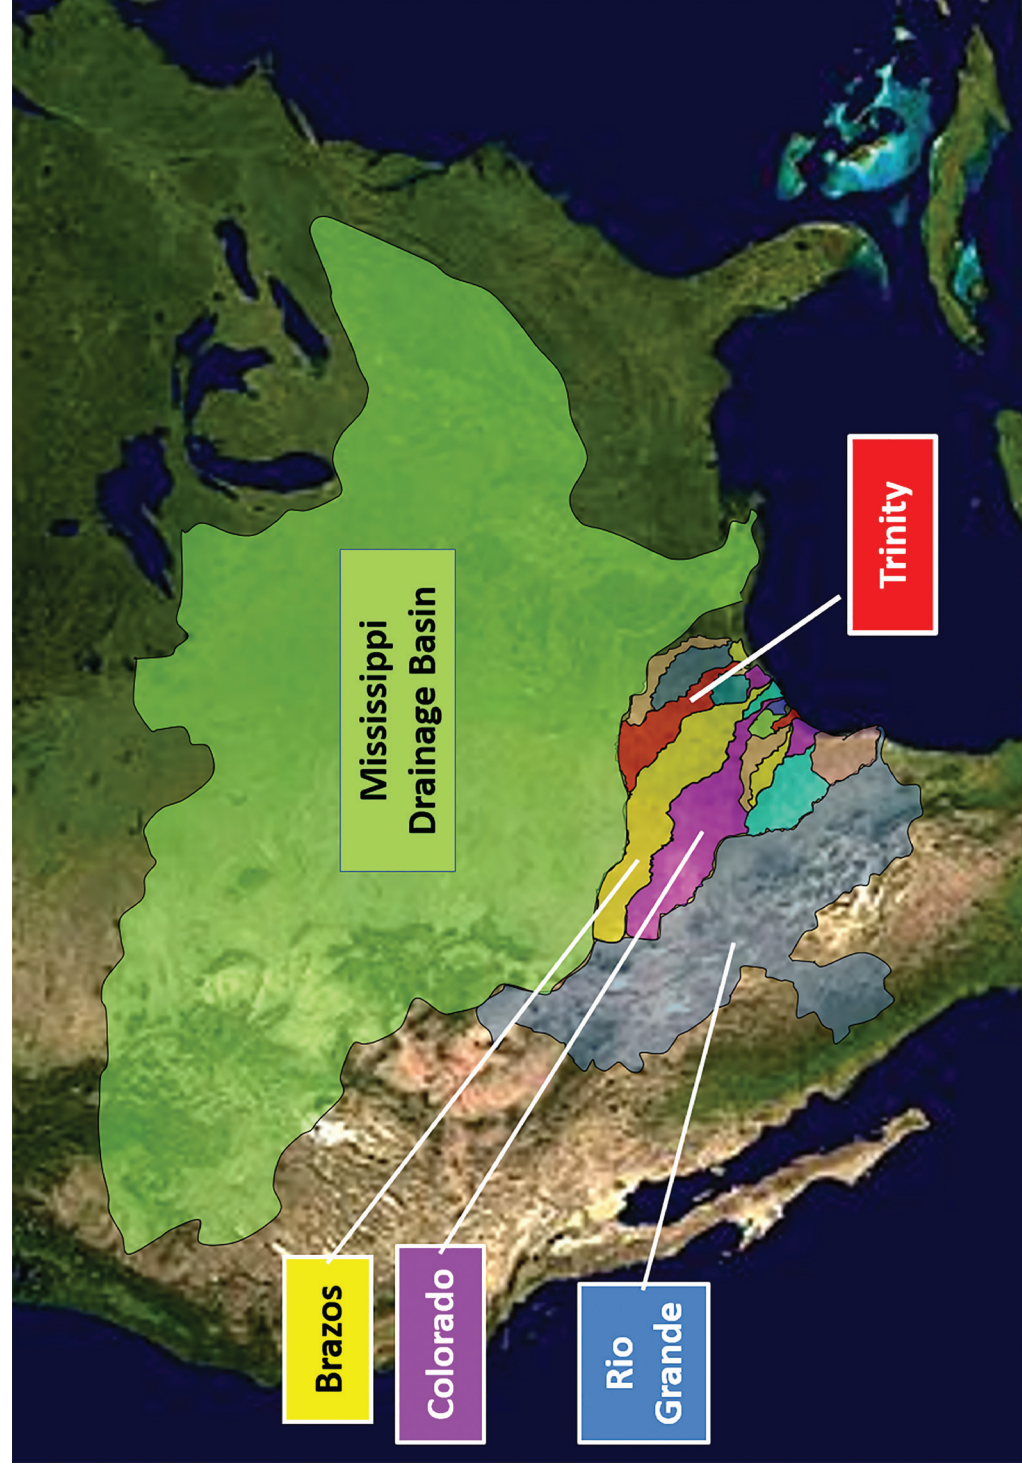 Mississippi
Drainage Basin
Brazos
Colorado
Rio
Grande
Trinity